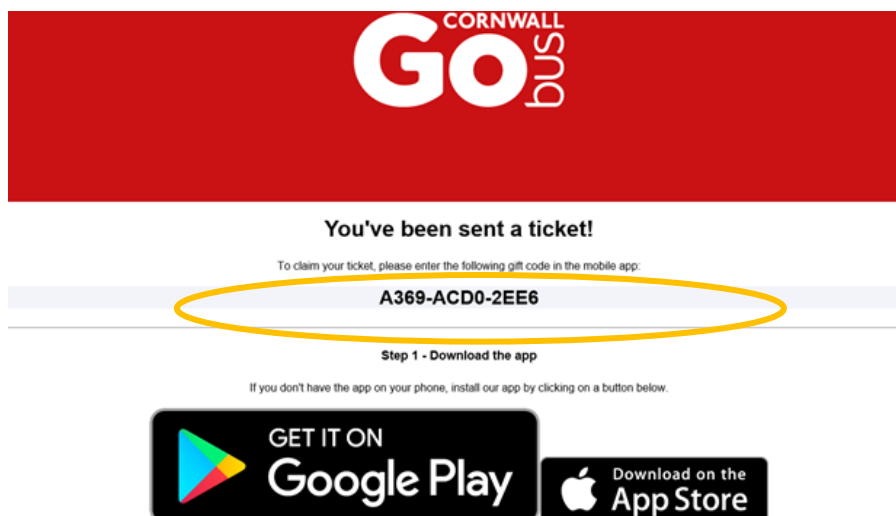 CORNWALL
Go bus
You've been sent a ticket!
To claim your ticket, please enter the following gift code in the mobile app:
A369-ACD0-2EE6
Step 1 - Download the app
If you don't have the app on your phone, install our app by clicking on a button below.
GET IT ON
Google Play
Download on the
App Store